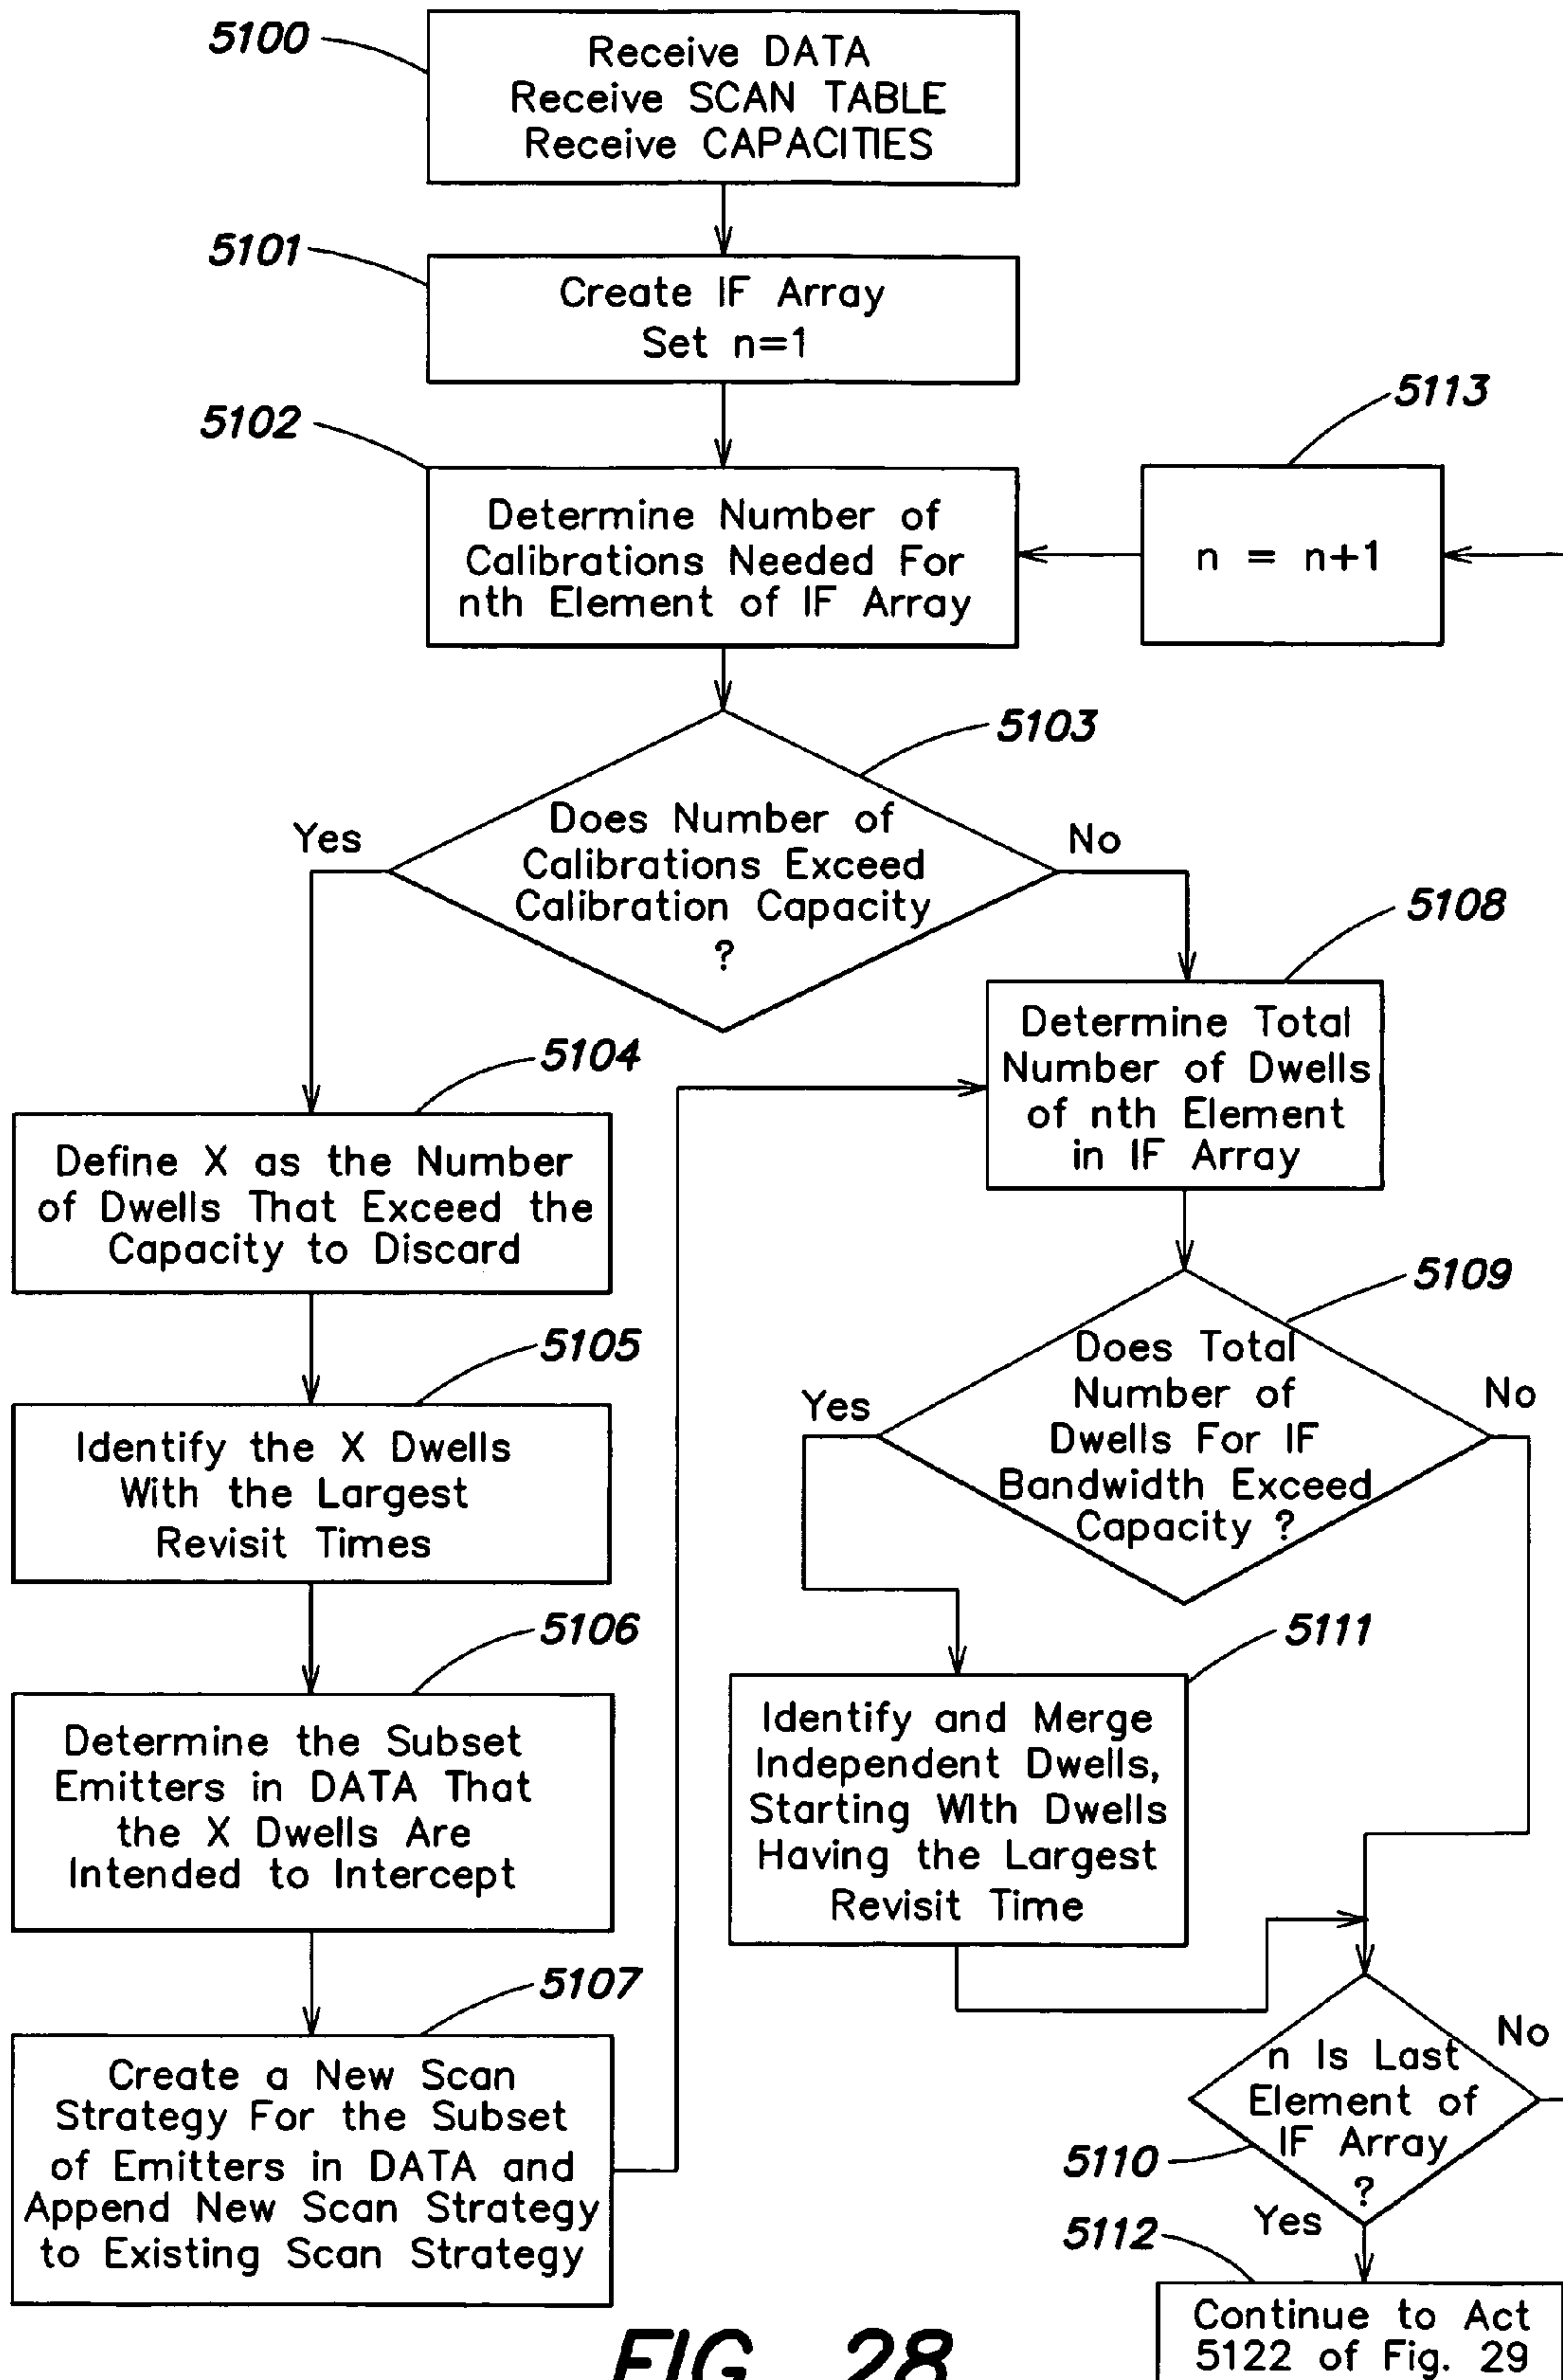 5100
Receive DATA
Receive SCAN TABLE
Receive CAPACITIES
5101
Create IF Array
Set n=1
5102
Determine Number of
Calibrations Needed For
nth Element of IF Array
5113
n = n+1
5103
Does Number of
Calibrations Exceed
Calibration Capacity
?
Yes
No
5104
Define X as the Number
of Dwells That Exceed the
Capacity to Discard
5105
Identify the X Dwells
With the Largest
Revisit Times
5106
Determine the Subset
Emitters in DATA That
the X Dwells Are
Intended to Intercept
5107
Create a New Scan
Strategy For the Subset
of Emitters in DATA and
Append New Scan Strategy
to Existing Scan Strategy
5108
Determine Total
Number of Dwells
of nth Element
in IF Array
5109
Does Total
Number of
Dwells For IF
Bandwidth Exceed
Capacity ?
Yes
No
5111
Identify and Merge
Independent Dwells,
Starting WIth Dwells
Having the Largest
Revisit Time
5110
n Is Last
Element of
IF Array
?
No
Yes
5112
Continue to Act
5122 of Fig. 29
FIG. 28